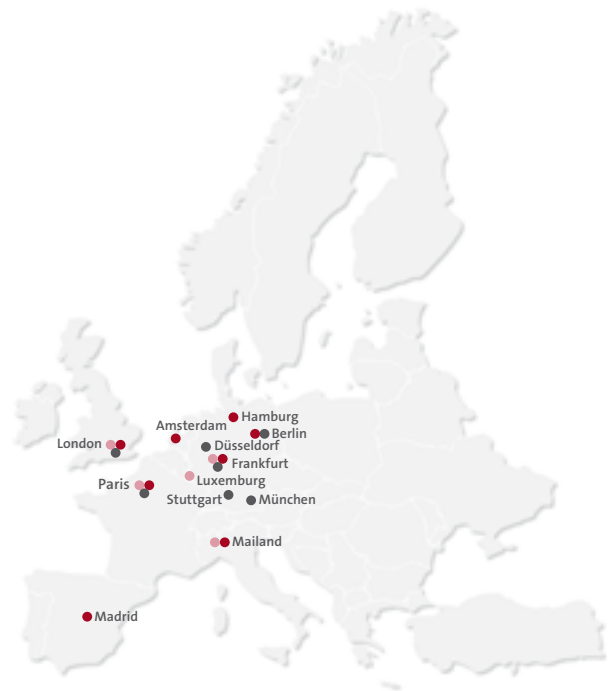 Hamburg
Amsterdam
Berlin
London
Düsseldorf
Frankfurt
Luxemburg
Paris
Stuttgart
München
Mailand
Madrid